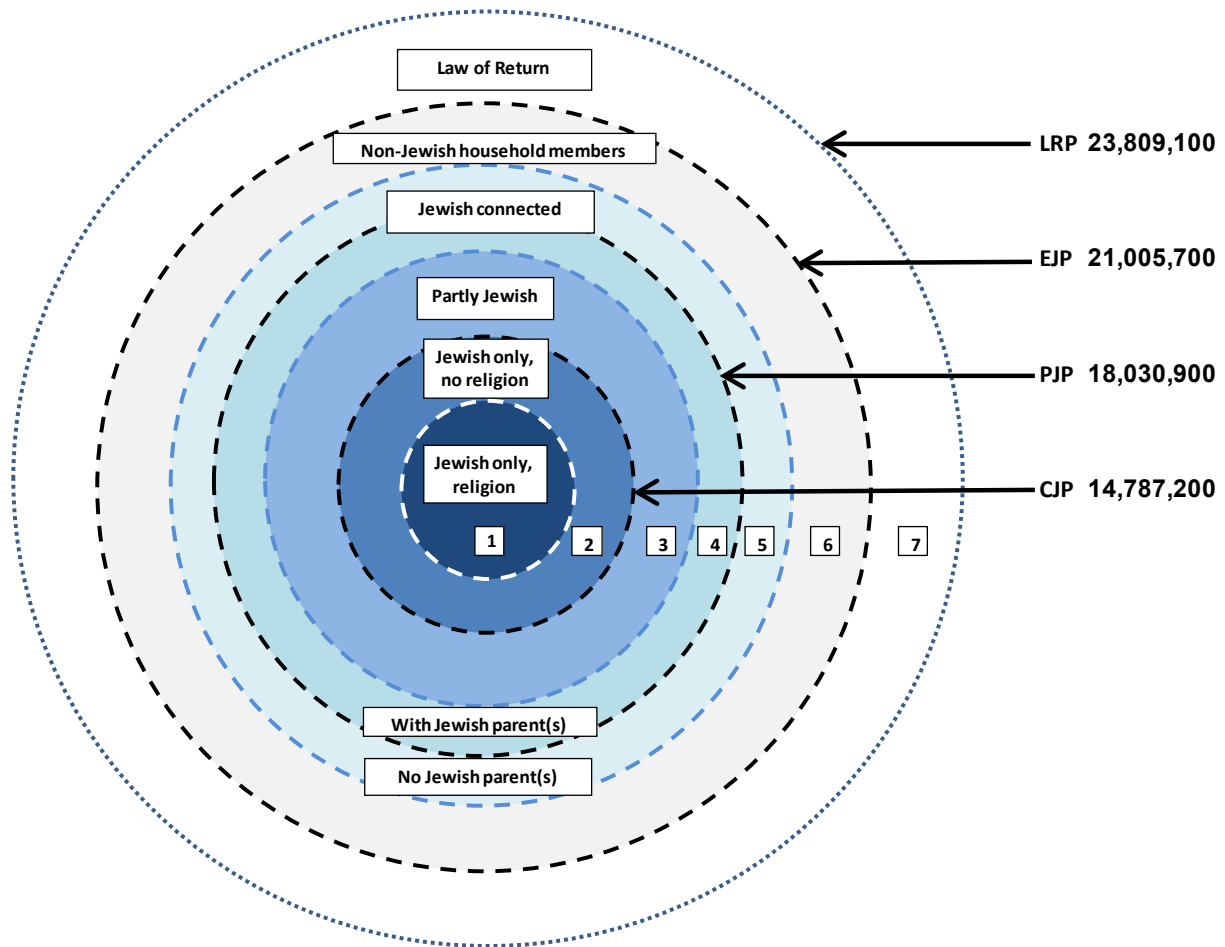 Law of Return
Non-Jewish household members
Jewish connected
Partly Jewish
Jewish only,
no religion
Jewish only,
religion
1
2
3
4
5
6
7
With Jewish parent(s)
No Jewish parent(s)
LRP 23,809,100
EJP 21,005,700
PJP 18,030,900
CJP 14,787,200